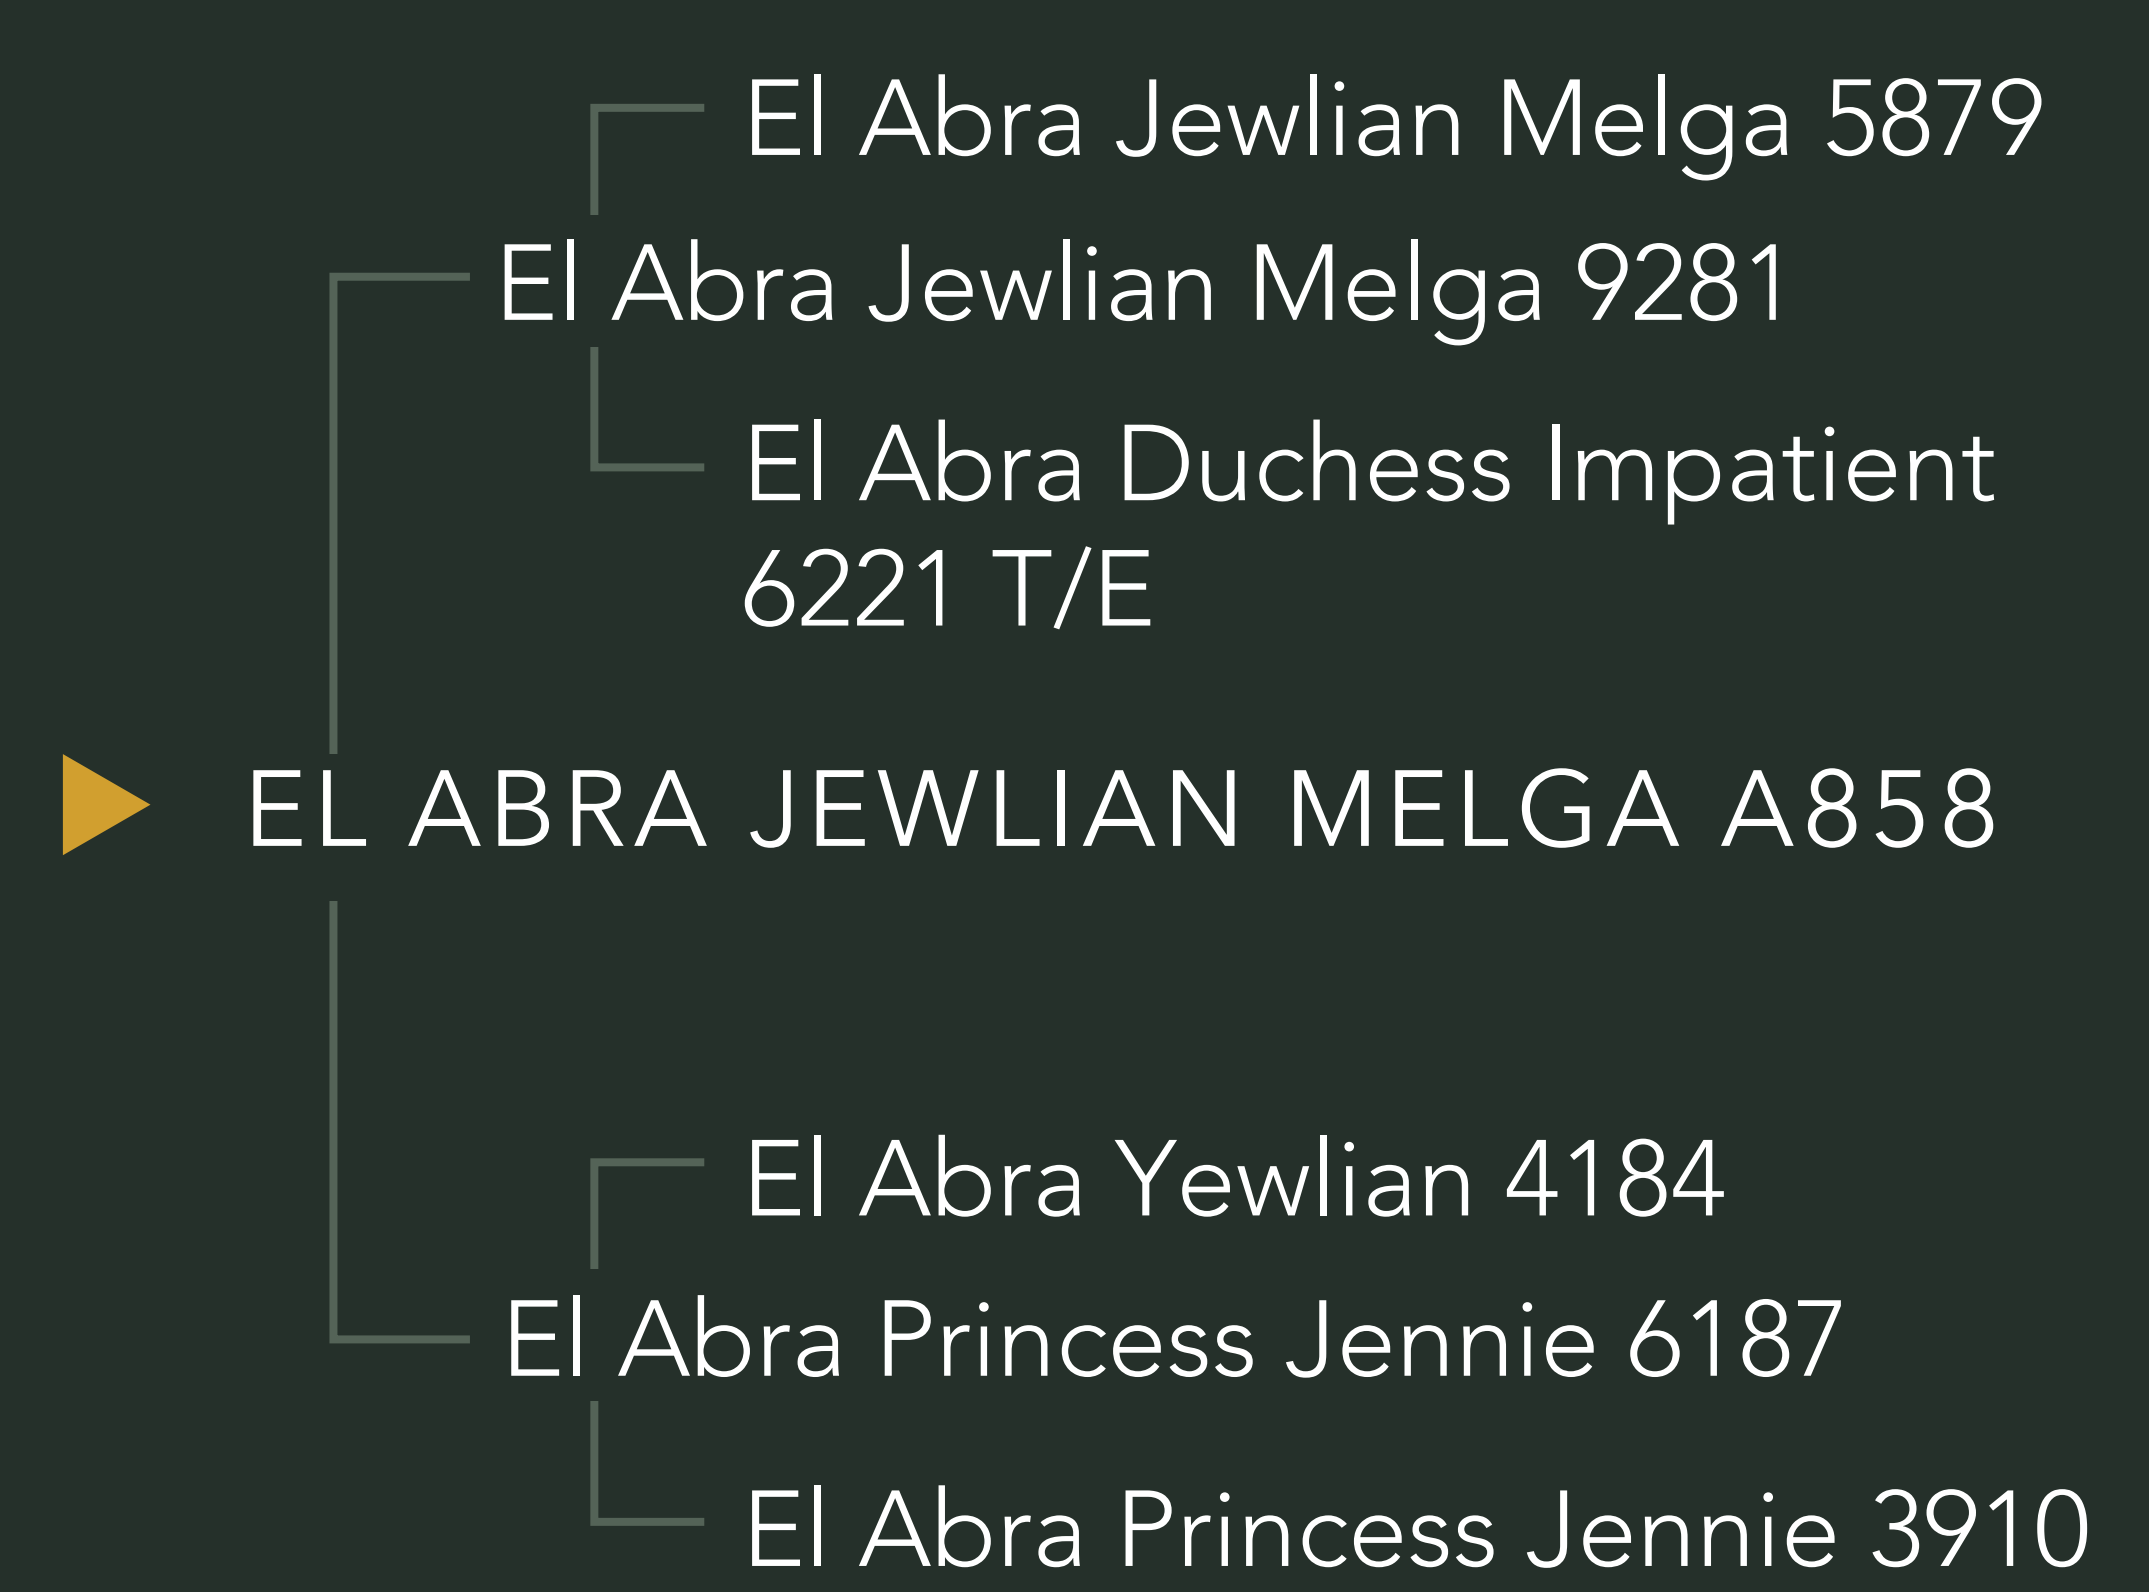 El Abra Jewlian Melga 5879
El Abra Jewlian Melga 9281
El Abra Duchess Impatient
6221 T/E
EL ABRA JEWLIAN MELGA A858
El Abra Yewlian 4184
El Abra Princess Jennie 6187
El Abra Princess Jennie 3910